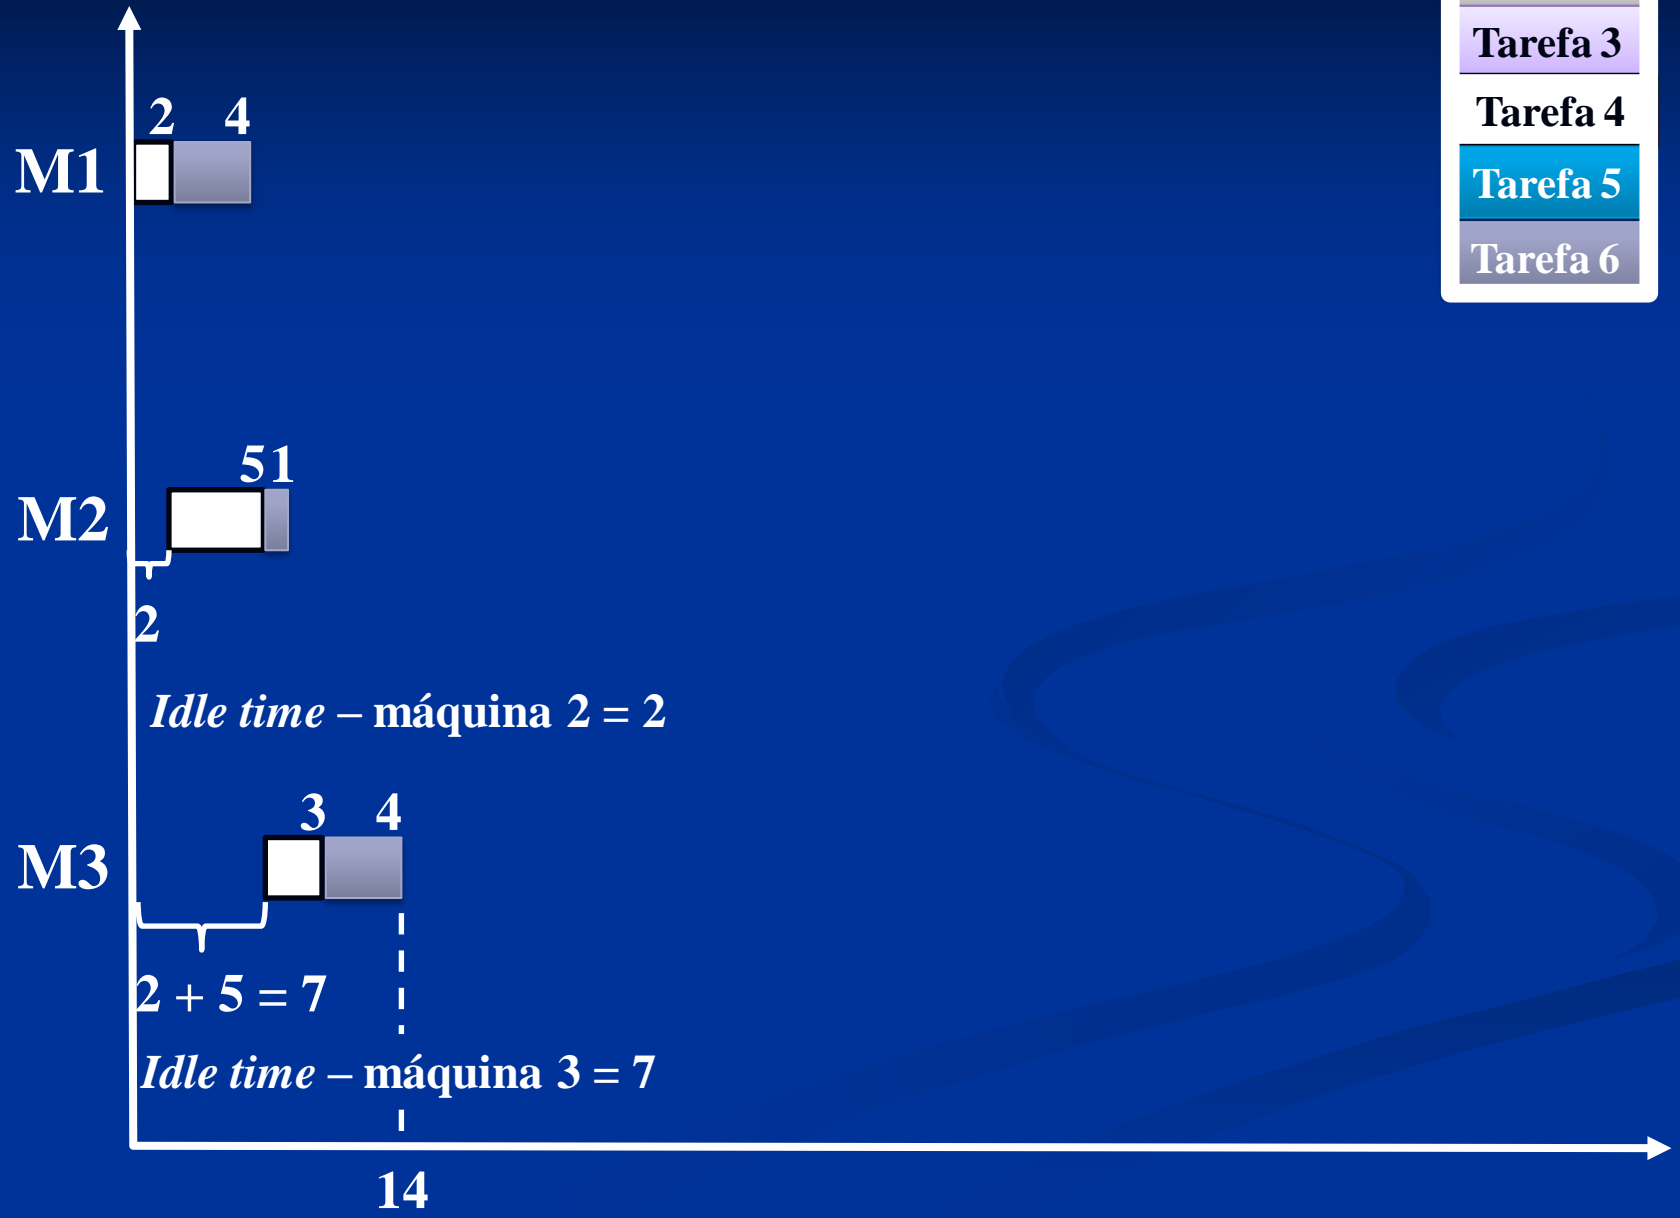 Tarefa 3
Tarefa 4
Tarefa 5
Tarefa 6
2 4
M1
5 1
M2
2
Idle time – máquina 2 = 2
3 4
M3
2 + 5 = 7
Idle time – máquina 3 = 7
14